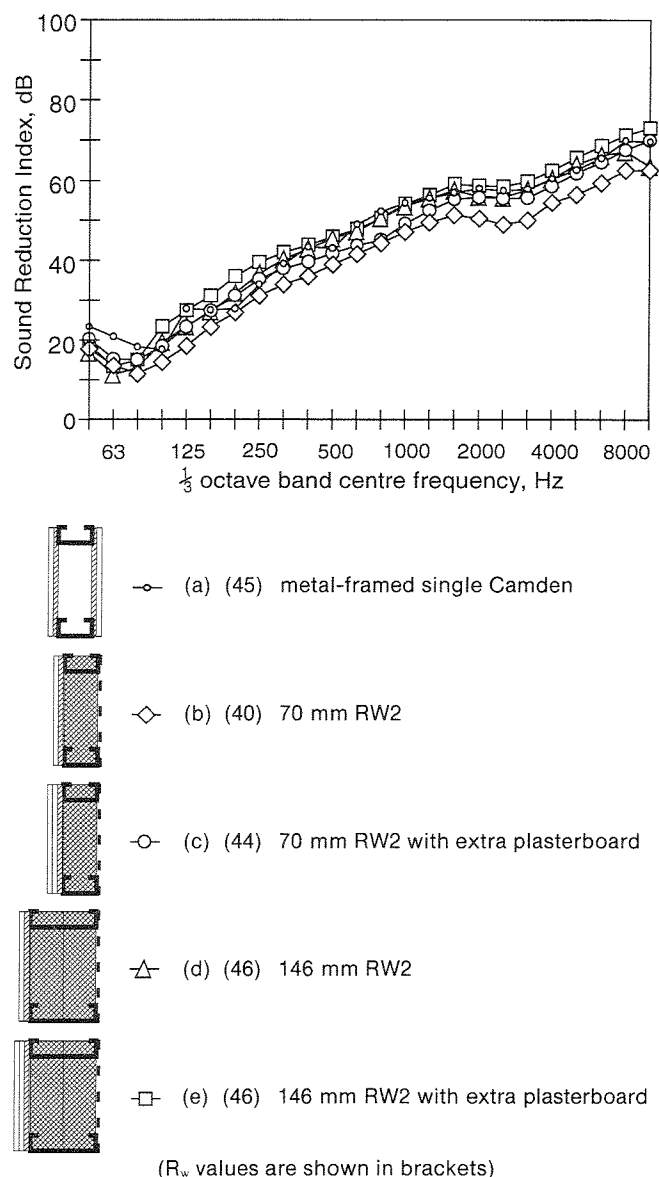 100
80
60
40
20
0
Sound Reduction Index, dB
63 125 250 500 1000 2000 4000 8000
1/3 octave band centre frequency, Hz
(a) (45) metal-framed single Camden
(b) (40) 70 mm RW2
(c) (44) 70 mm RW2 with extra plasterboard
(d) (46) 146 mm RW2
(e) (46) 146 mm RW2 with extra plasterboard
(Rw values are shown in brackets)